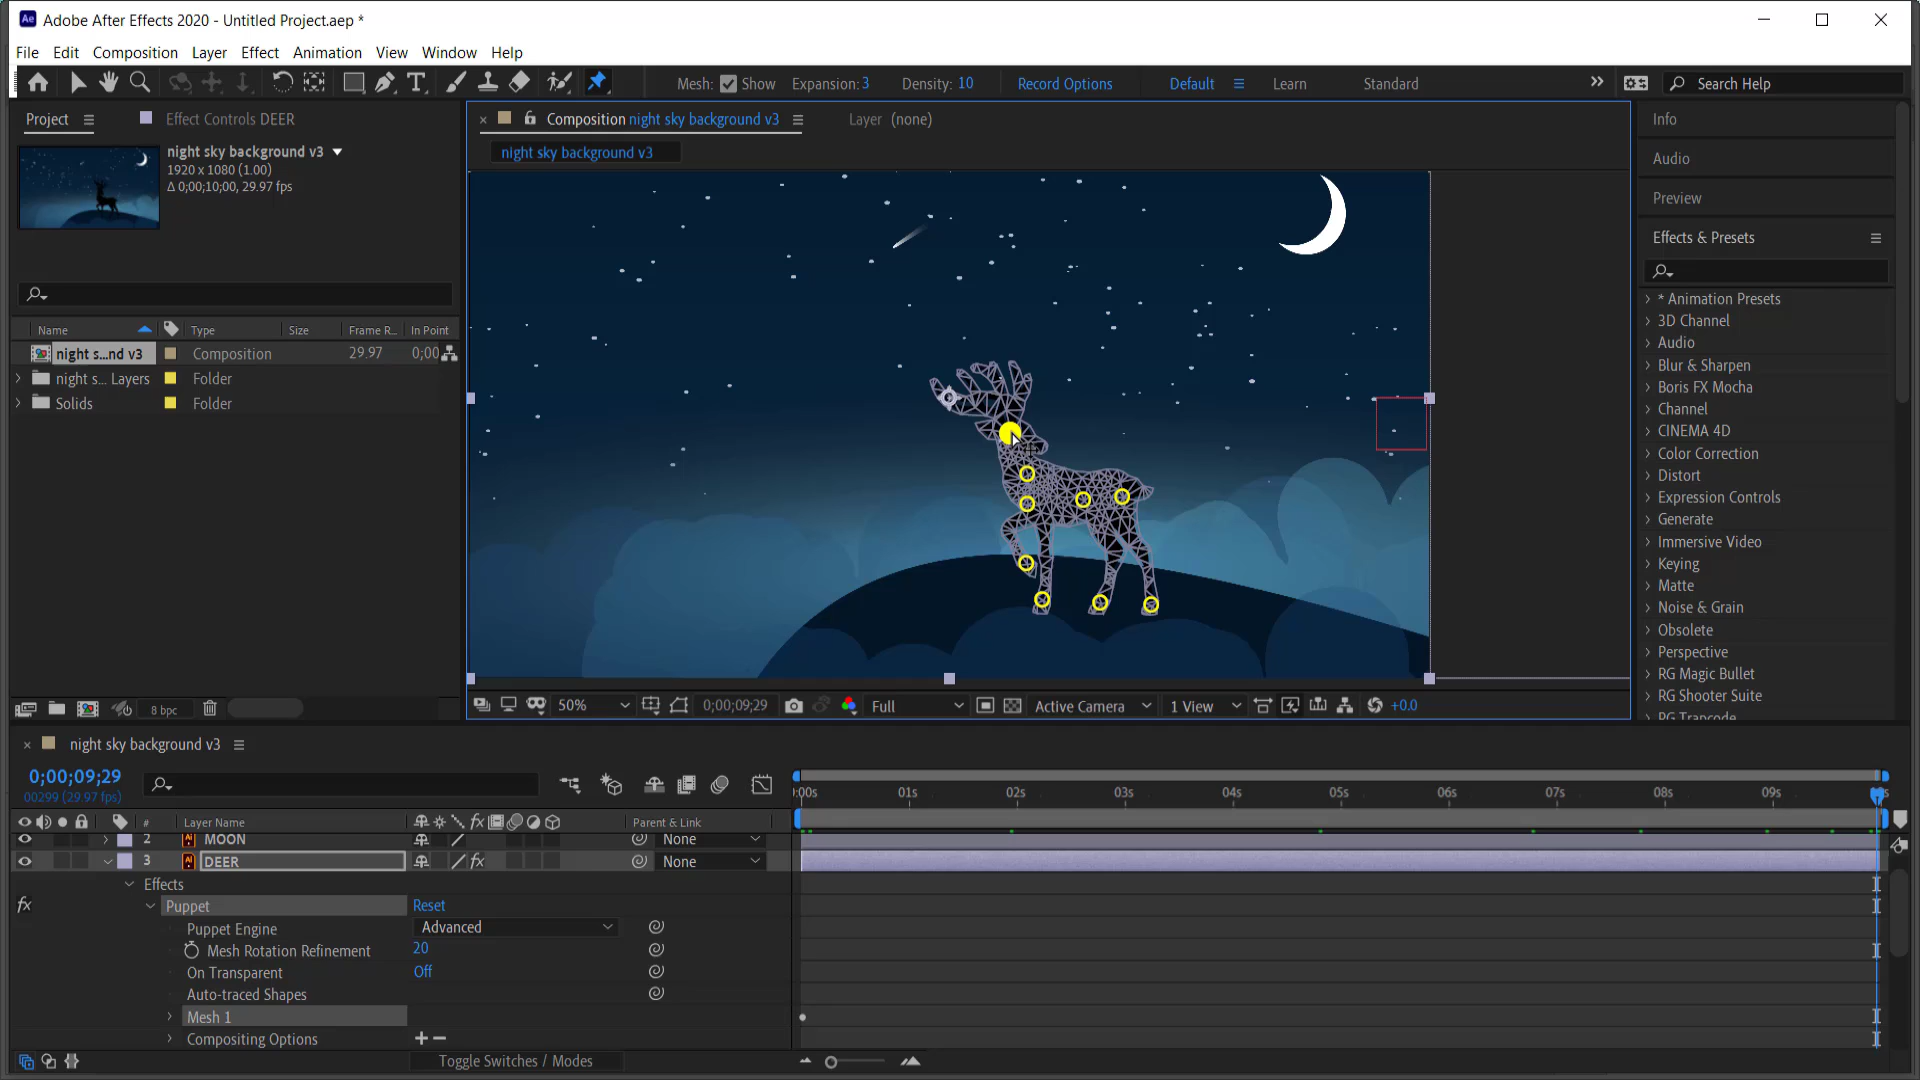 Ae Adobe After Effects 2020 - Untitled Project.aep *
File Edit Composition Layer Effect Animation View Window Help
Mesh: Show Expansion: 3 Density: 10 Record Options Default Learn Standard Search Help
Project Effect Controls DEER
night sky background v3
1920 x 1080 (1.00)
Δ 0;00;10;00, 29.97 fps
Name Type Size Frame R... In Point
night s...nd v3 Composition 29.97 0;00
night s... Layers Folder
Solids Folder
8 bpc
Composition night sky background v3 Layer (none)
night sky background v3
50% 0;00;09;29 Full Active Camera 1 View +0.0
Info
Audio
Preview
Effects & Presets
* Animation Presets
3D Channel
Audio
Blur & Sharpen
Boris FX Mocha
Channel
CINEMA 4D
Color Correction
Distort
Expression Controls
Generate
Immersive Video
Keying
Matte
Noise & Grain
Obsolete
Perspective
RG Magic Bullet
RG Shooter Suite
RG Trapcode
night sky background v3
0;00;09;29
00299 (29.97 fps)
# Layer Name fx Parent & Link
2 Ai MOON None
3 Ai DEER fx None
Effects
fx Puppet Reset
Puppet Engine Advanced
Mesh Rotation Refinement 20
On Transparent Off
Auto-traced Shapes
Mesh 1
Compositing Options + −
Toggle Switches / Modes
:00s 01s 02s 03s 04s 05s 06s 07s 08s 09s